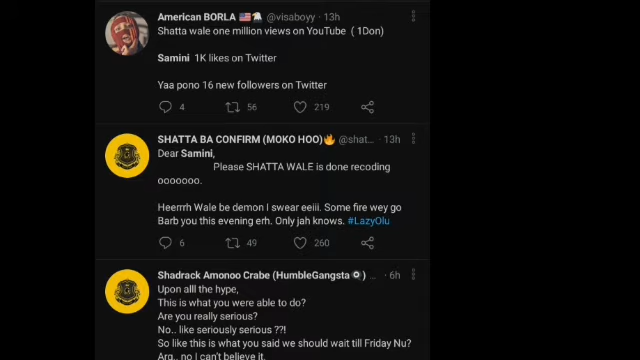 American BORLA 🇺🇸🦅 @visaboyy · 13h
Shatta wale one million views on YouTube ( 1Don)
Samini 1K likes on Twitter
Yaa pono 16 new followers on Twitter
4 56 219
SHATTA BA CONFIRM (MOKO HOO)🔥 @shat... · 13h
Dear Samini,
Please SHATTA WALE is done recoding
ooooooo.
Heerrrh Wale be demon I swear eeiii. Some fire wey go
Barb you this evening erh. Only jah knows. #LazyOlu
6 49 260
Shadrack Amonoo Crabe (HumbleGangsta) ... · 6h
Upon alll the hype,
This is what you were able to do?
Are you really serious?
No.. like seriously serious ??!
So like this is what you said we should wait till Friday Nu?
Arg.. no I can't believe it.